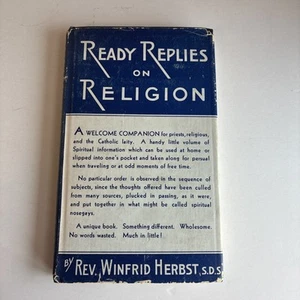 READY REPLIES
ON
RELIGION
A WELCOME COMPANION for priests, religious,
and the Catholic laity. A handy little volume of
Spiritual information which can be used at home or
slipped into one's pocket and taken along for perusal
when traveling or at odd moments of free time.
No particular order is observed in the sequence of
subjects, since the thoughts offered have been culled
from many sources, plucked in passing, as it were,
and put together in what might be called spiritual
nosegays.
A unique book. Something different. Wholesome.
No words wasted. Much in little!
BY REV. WINFRID HERBST, S.D.S.